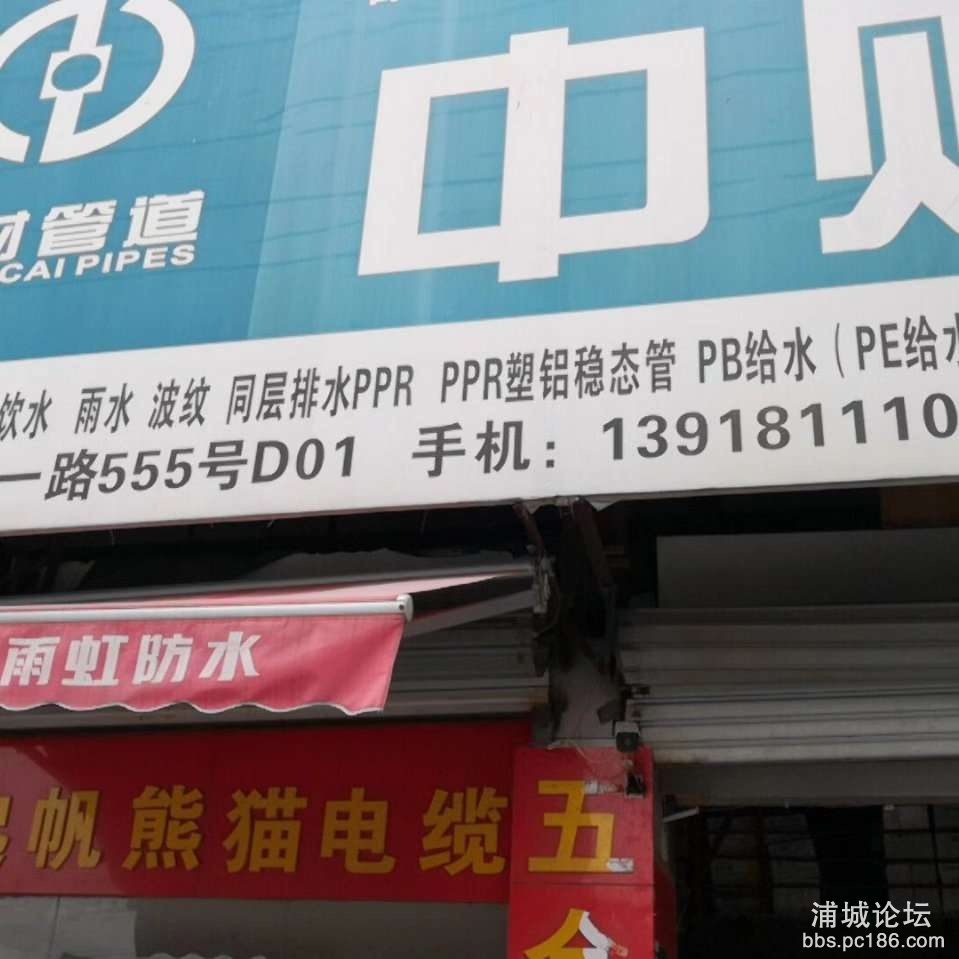 中
管道
CAI PIPES
饮水 雨水 波纹 同层排水PPR PPR塑铝稳态管 PB给水(PE给水
一路555号D01 手机:139181110
雨虹防水
帆熊猫电缆
五金
浦城论坛
bbs.pc186.com